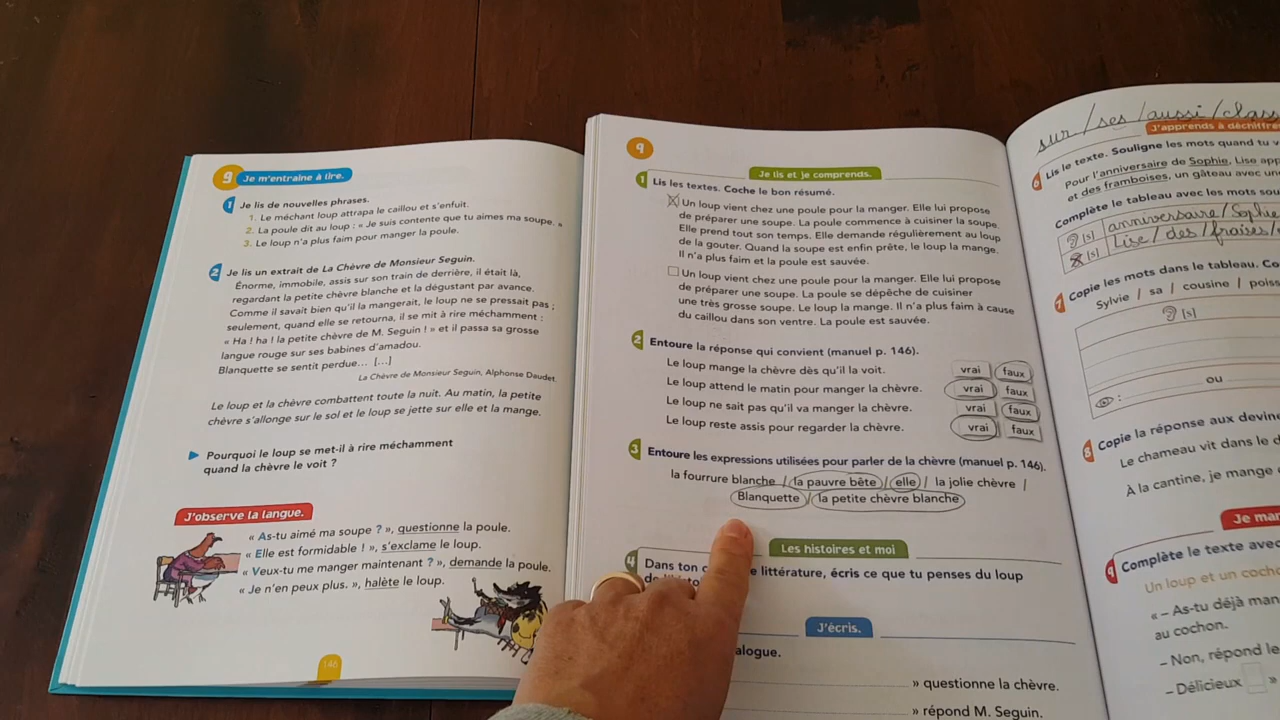 9 Je m'entraîne à lire.
1 Je lis de nouvelles phrases.
1. Le méchant loup attrapa le caillou et s'enfuit.
2. La poule dit au loup : « Je suis contente que tu aimes ma soupe. »
3. Le loup n'a plus faim pour manger la poule.
2 Je lis un extrait de La Chèvre de Monsieur Seguin.
Énorme, immobile, assis sur son train de derrière, il était là,
regardant la petite chèvre blanche et la dégustant par avance.
Comme il savait bien qu'il la mangerait, le loup ne se pressait pas ;
seulement, quand elle se retourna, il se mit à rire méchamment :
« Ha ! ha ! la petite chèvre de M. Seguin ! » et il passa sa grosse
langue rouge sur ses babines d'amadou.
Blanquette se sentit perdue... [...]
La Chèvre de Monsieur Seguin, Alphonse Daudet.
Le loup et la chèvre combattent toute la nuit. Au matin, la petite
chèvre s'allonge sur le sol et le loup se jette sur elle et la mange.
Pourquoi le loup se met-il à rire méchamment
quand la chèvre le voit ?
J'observe la langue.
« As-tu aimé ma soupe ? », questionne la poule.
« Elle est formidable ! », s'exclame le loup.
« Veux-tu me manger maintenant ? », demande la poule.
« Je n'en peux plus. », halète le loup.
146
9
Je lis et je comprends.
1 Lis les textes. Coche le bon résumé.
Un loup vient chez une poule pour la manger. Elle lui propose
de préparer une soupe. La poule commence à cuisiner la soupe.
Elle prend tout son temps. Elle demande régulièrement au loup
de la gouter. Quand la soupe est enfin prête, le loup la mange.
Il n'a plus faim et la poule est sauvée.
Un loup vient chez une poule pour la manger. Elle lui propose
de préparer une soupe. La poule se dépêche de cuisiner
une très grosse soupe. Le loup la mange. Il n'a plus faim à cause
du caillou dans son ventre. La poule est sauvée.
2 Entoure la réponse qui convient (manuel p. 146).
Le loup mange la chèvre dès qu'il la voit. vrai faux
Le loup attend le matin pour manger la chèvre. vrai faux
Le loup ne sait pas qu'il va manger la chèvre. vrai faux
Le loup reste assis pour regarder la chèvre. vrai faux
3 Entoure les expressions utilisées pour parler de la chèvre (manuel p. 146).
la fourrure blanche / la pauvre bête / elle / la jolie chèvre /
Blanquette / la petite chèvre blanche
Les histoires et moi
4 Dans ton littérature, écris ce que tu penses du loup
J'écris.
» questionne la chèvre.
» répond M. Seguin.
sur / ses / aussi /
J'apprends à
6 Lis le texte. Souligne les mots que tu
Pour l'anniversaire de Sophie, Lise
et des framboises, un gâteau avec
Complète le tableau avec les mots
[s] anniversaire /
[s] Lise / des / fraises /
7 Copie les mots dans le tableau.
Sylvie / sa / cousine /
[s]
ou
8 Copie la réponse aux
Le chameau vit dans le
À la cantine, je mange
Je
9 Complète le texte avec
Un loup et un
« – As-tu déjà
au cochon.
– Non, répond le
– Délicieux »